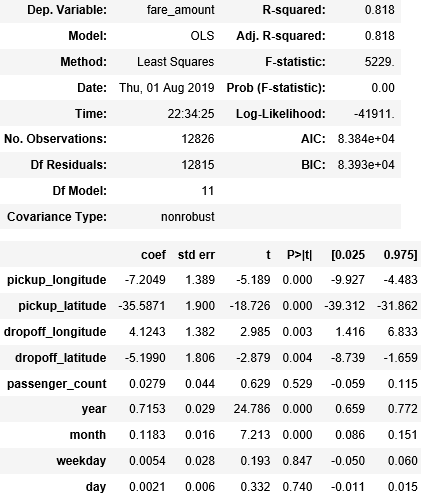 Dep. Variable: fare_amount R-squared: 0.818
Model: OLS Adj. R-squared: 0.818
Method: Least Squares F-statistic: 5229.
Date: Thu, 01 Aug 2019 Prob (F-statistic): 0.00
Time: 22:34:25 Log-Likelihood: -41911.
No. Observations: 12826 AIC: 8.384e+04
Df Residuals: 12815 BIC: 8.393e+04
Df Model: 11
Covariance Type: nonrobust
coef std err t P>|t| [0.025 0.975]
pickup_longitude -7.2049 1.389 -5.189 0.000 -9.927 -4.483
pickup_latitude -35.5871 1.900 -18.726 0.000 -39.312 -31.862
dropoff_longitude 4.1243 1.382 2.985 0.003 1.416 6.833
dropoff_latitude -5.1990 1.806 -2.879 0.004 -8.739 -1.659
passenger_count 0.0279 0.044 0.629 0.529 -0.059 0.115
year 0.7153 0.029 24.786 0.000 0.659 0.772
month 0.1183 0.016 7.213 0.000 0.086 0.151
weekday 0.0054 0.028 0.193 0.847 -0.050 0.060
day 0.0021 0.006 0.332 0.740 -0.011 0.015